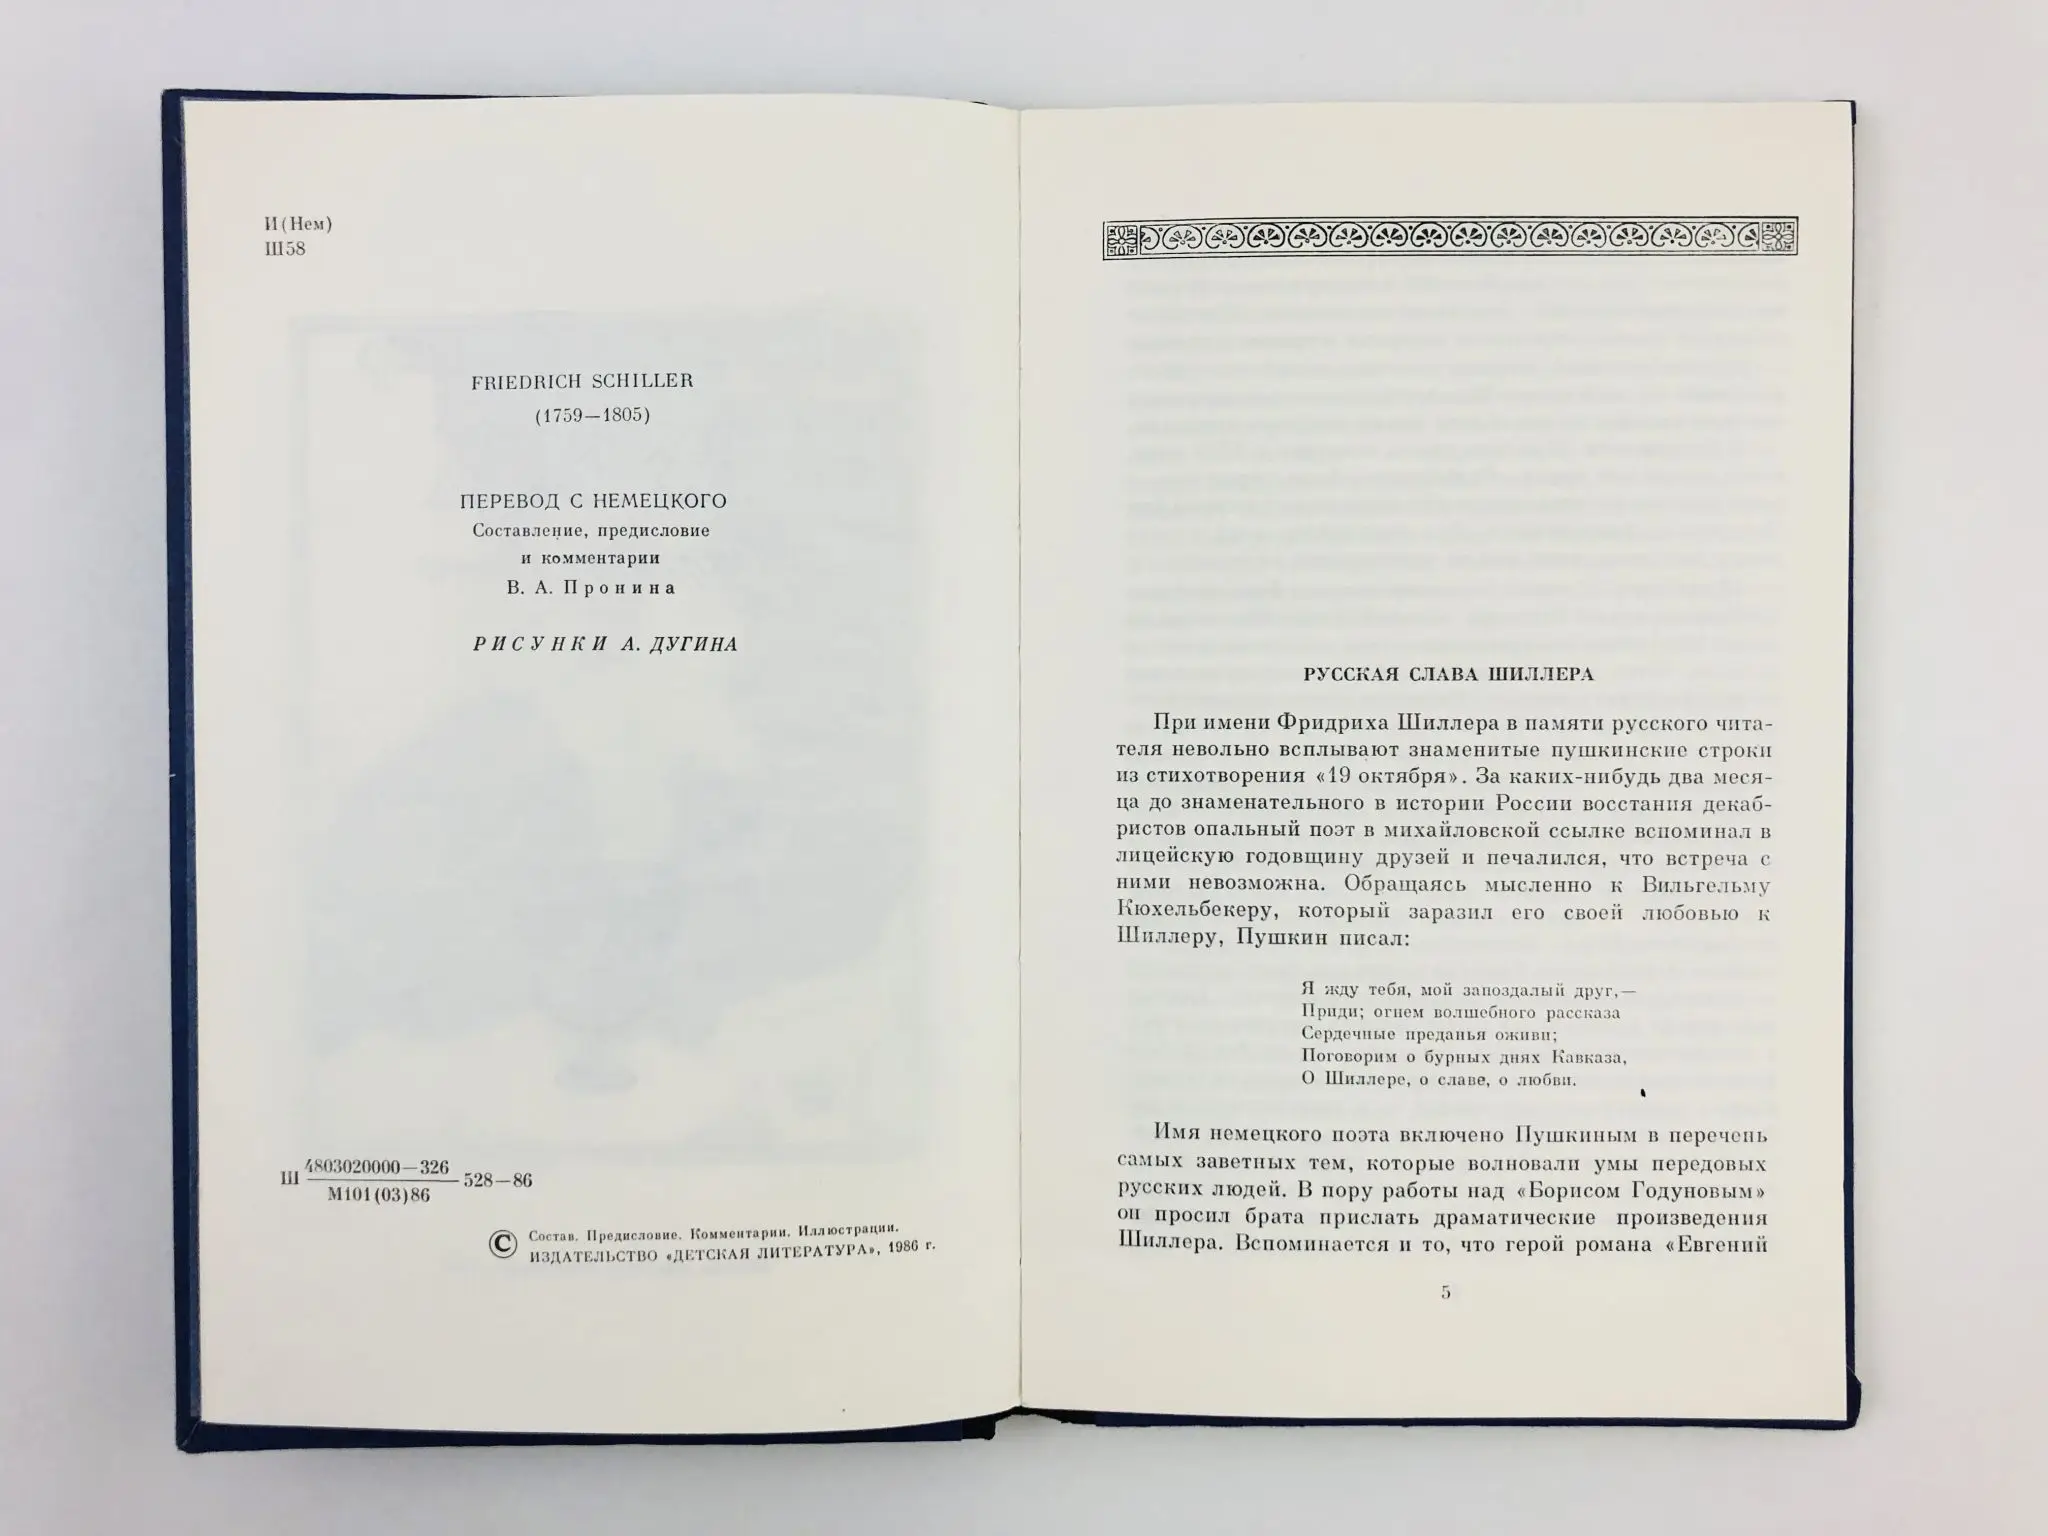 И(Нем)
Ш58
FRIEDRICH SCHILLER
(1759—1805)
ПЕРЕВОД С НЕМЕЦКОГО
Составление, предисловие
и комментарии
В. А. Пронина
РИСУНКИ А. ДУГИНА
Ш 4803020000—326 528—86
М101(03)86
© Состав. Предисловие. Комментарии. Иллюстрации.
ИЗДАТЕЛЬСТВО «ДЕТСКАЯ ЛИТЕРАТУРА», 1986 г.
РУССКАЯ СЛАВА ШИЛЛЕРА
При имени Фридриха Шиллера в памяти русского чита-
теля невольно всплывают знаменитые пушкинские строки
из стихотворения «19 октября». За каких-нибудь два меся-
ца до знаменательного в истории России восстания декаб-
ристов опальный поэт в михайловской ссылке вспоминал в
лицейскую годовщину друзей и печалился, что встреча с
ними невозможна. Обращаясь мысленно к Вильгельму
Кюхельбекеру, который заразил его своей любовью к
Шиллеру, Пушкин писал:
Я жду тебя, мой запоздалый друг,—
Приди; огнем волшебного рассказа
Сердечные преданья оживи;
Поговорим о бурных днях Кавказа,
О Шиллере, о славе, о любви.
Имя немецкого поэта включено Пушкиным в перечень
самых заветных тем, которые волновали умы передовых
русских людей. В пору работы над «Борисом Годуновым»
он просил брата прислать драматические произведения
Шиллера. Вспоминается и то, что герой романа «Евгений
5